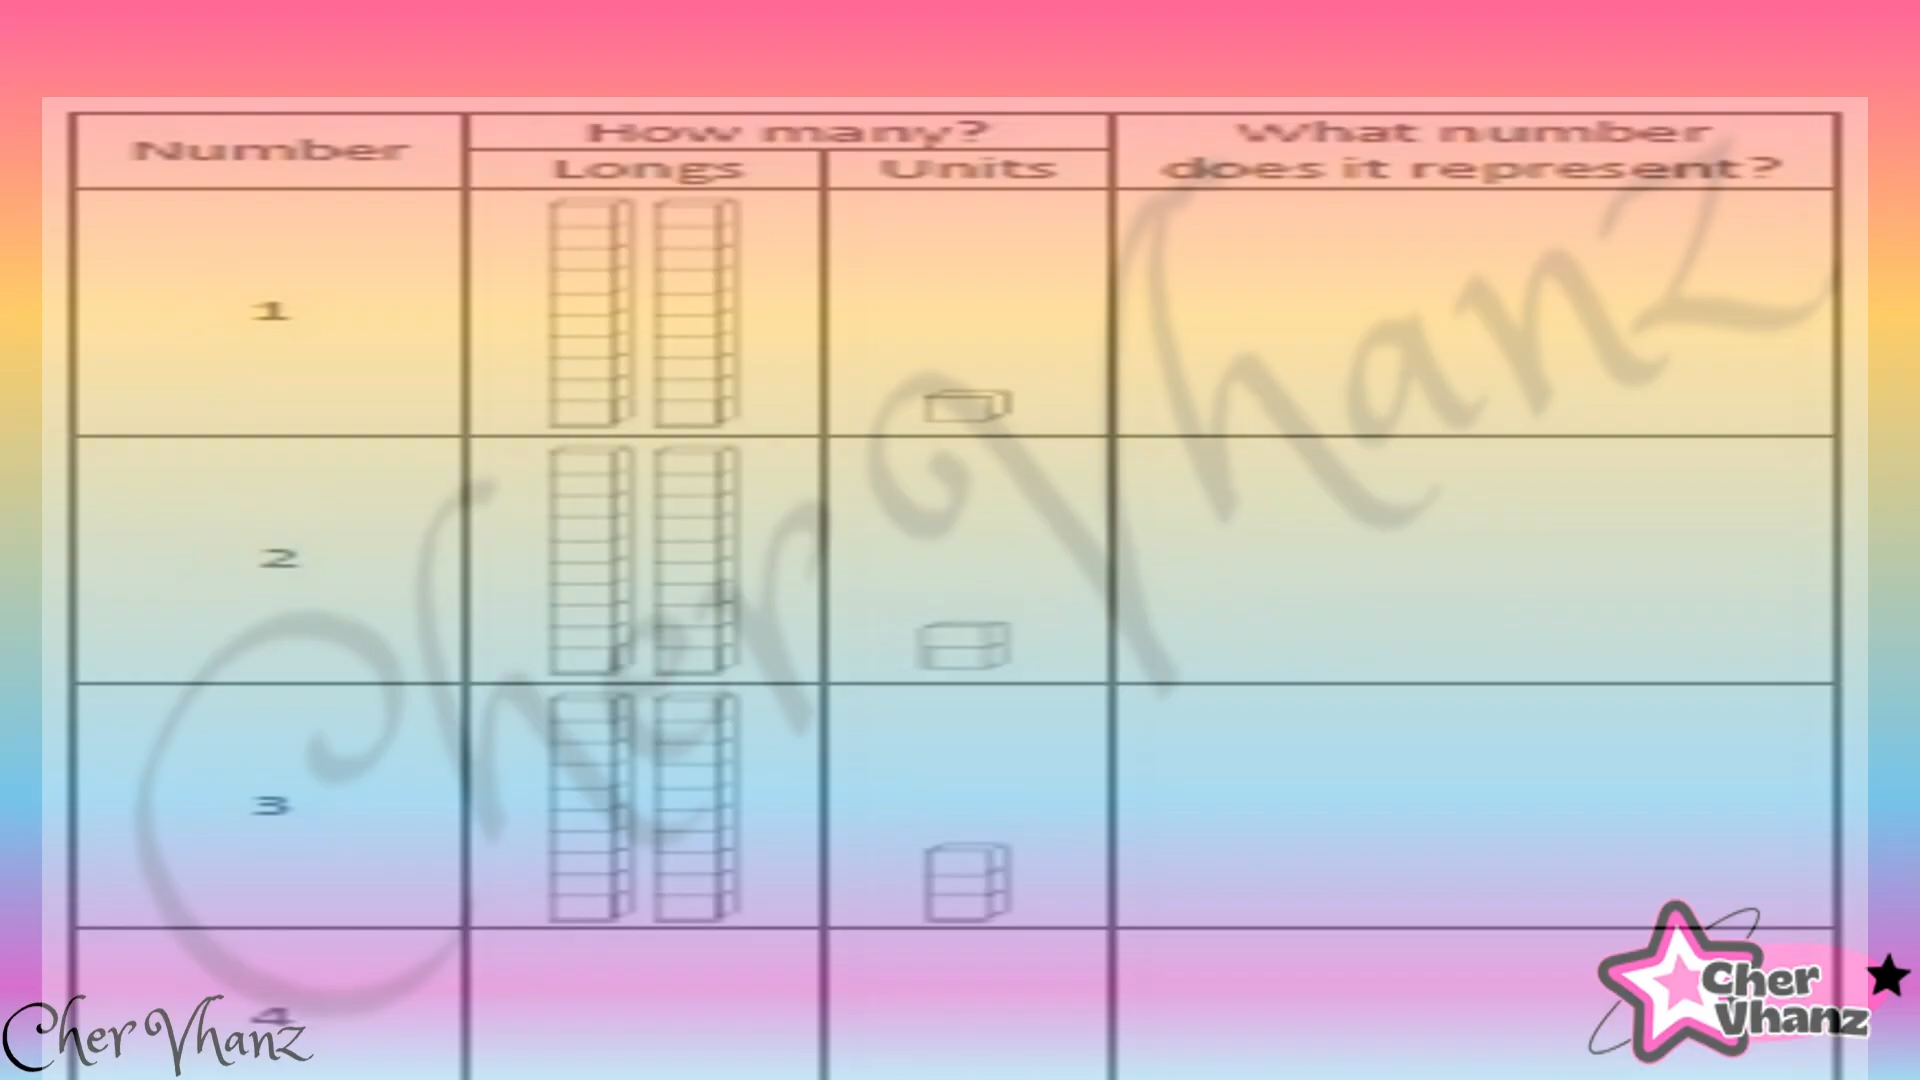 Number
How many?
Longs
Units
What number
does it represent?
1
2
3
4
Cher Vhanz
Cher Vhanz
Cher
Vhanz